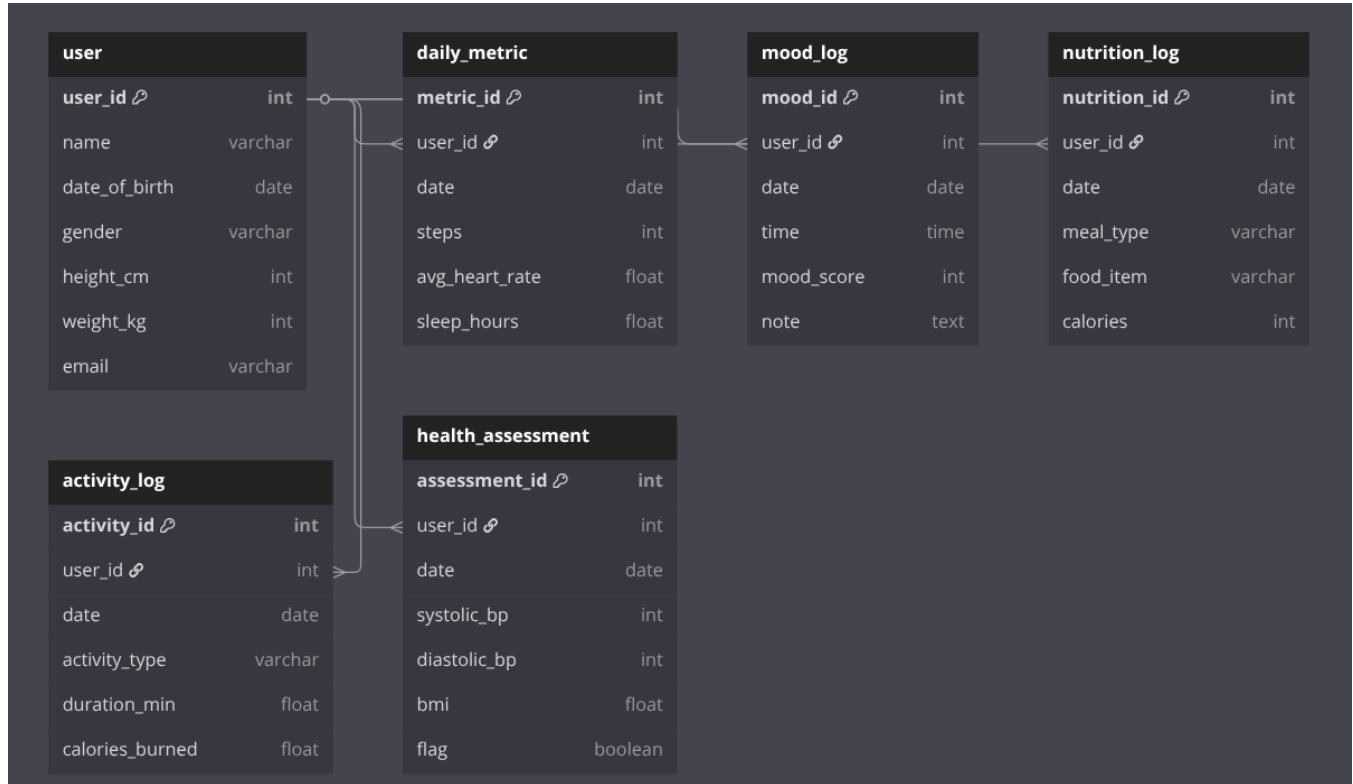 user
user_id int
name varchar
date_of_birth date
gender varchar
height_cm int
weight_kg int
email varchar
daily_metric
metric_id int
user_id int
date date
steps int
avg_heart_rate float
sleep_hours float
mood_log
mood_id int
user_id int
date date
time time
mood_score int
note text
nutrition_log
nutrition_id int
user_id int
date date
meal_type varchar
food_item varchar
calories int
activity_log
activity_id int
user_id int
date date
activity_type varchar
duration_min float
calories_burned float
health_assessment
assessment_id int
user_id int
date date
systolic_bp int
diastolic_bp int
bmi float
flag boolean